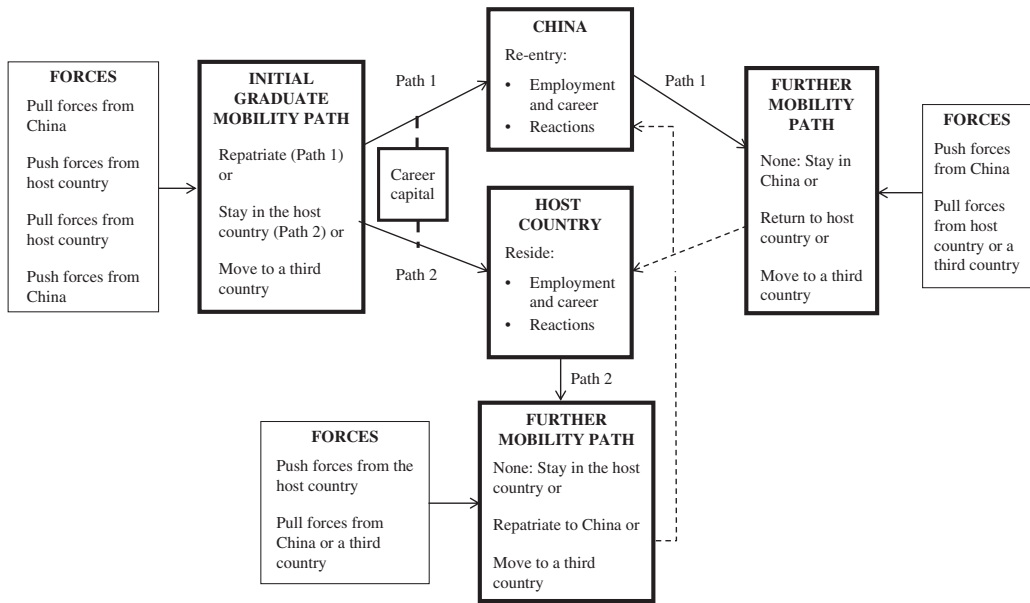 FORCES
Pull forces from
China
Push forces from
host country
Pull forces from
host country
Push forces from
China
INITIAL
GRADUATE
MOBILITY PATH
Repatriate (Path 1)
or
Stay in the host
country (Path 2) or
Move to a third
country
Path 1
Career
capital
Path 2
CHINA
Re-entry:
• Employment
and career
• Reactions
HOST
COUNTRY
Reside:
• Employment
and career
• Reactions
Path 1
FURTHER
MOBILITY
PATH
None: Stay in
China or
Return to host
country or
Move to a third
country
FORCES
Push forces
from China
Pull forces
from host
country or a
third country
Path 2
FORCES
Push forces from the
host country
Pull forces from
China or a third
country
FURTHER
MOBILITY PATH
None: Stay in the host
country or
Repatriate to China or
Move to a third
country